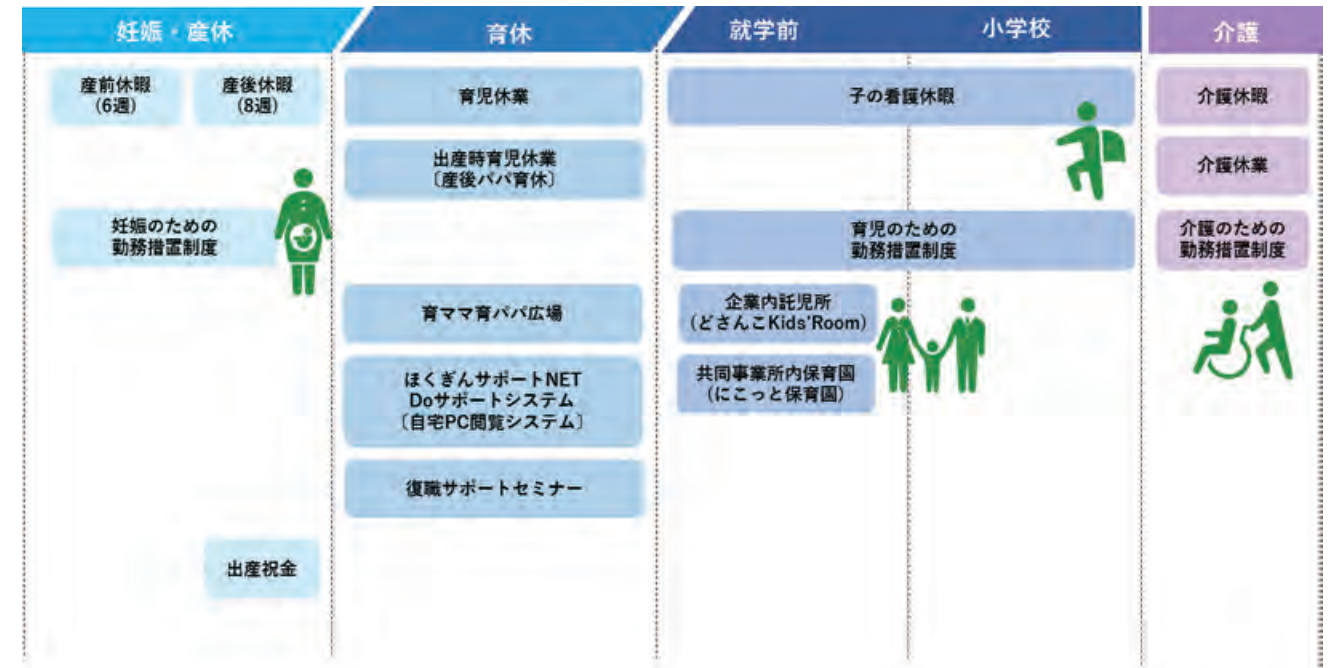 妊娠・産休
育休
就学前
小学校
介護
産前休暇
(6週)
産後休暇
(8週)
育児休業
子の看護休暇
介護休暇
出産時育児休業
〔産後パパ育休〕
介護休業
妊娠のための
勤務措置制度
育児のための
勤務措置制度
介護のための
勤務措置制度
育ママ育パパ広場
企業内託児所
(どさんこKids'Room)
ほくぎんサポートNET
Doサポートシステム
〔自宅PC閲覧システム〕
共同事業所内保育園
(にこっと保育園)
復職サポートセミナー
出産祝金